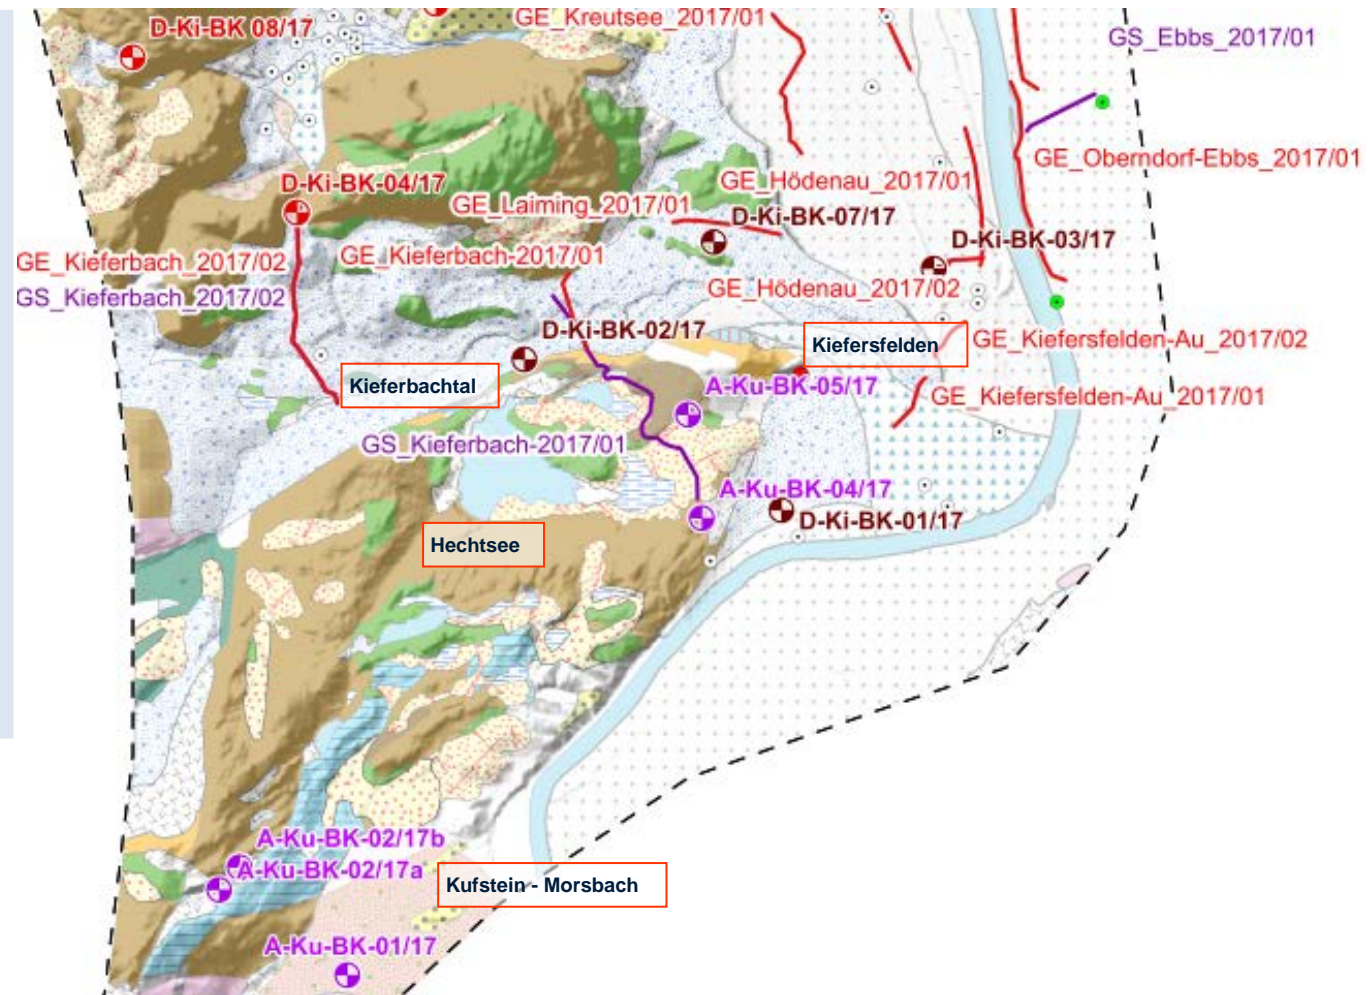 GE_Kreutsee_2017/01
D-Ki-BK 08/17
GS_Ebbs_2017/01
GE_Oberndorf-Ebbs_2017/01
D-Ki-BK-04/17
GE_Hödenau_2017/01
GE_Laiming_2017/01
D-Ki-BK-07/17
D-Ki-BK-03/17
GE_Kieferbach_2017/02
GE_Kieferbach-2017/01
GS_Kieferbach_2017/02
GE_Hödenau_2017/02
D-Ki-BK-02/17
Kiefersfelden
GE_Kiefersfelden-Au_2017/02
Kieferbachtal
A-Ku-BK-05/17
GE_Kiefersfelden-Au_2017/01
GS_Kieferbach-2017/01
A-Ku-BK-04/17
D-Ki-BK-01/17
Hechtsee
A-Ku-BK-02/17b
A-Ku-BK-02/17a
Kufstein - Morsbach
A-Ku-BK-01/17